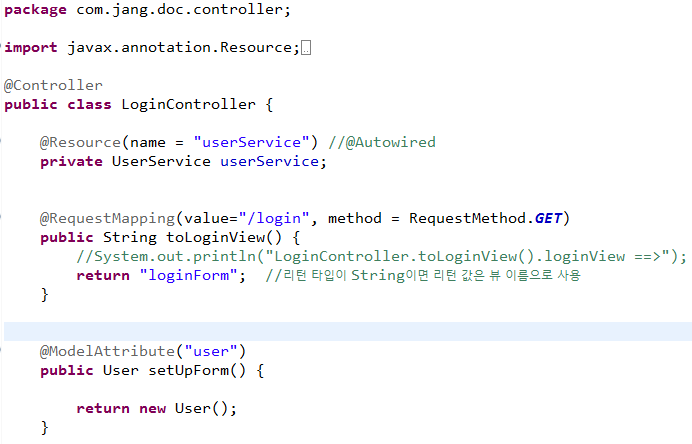 package com.jang.doc.controller;
import javax.annotation.Resource;
@Controller
public class LoginController {
@Resource(name = "userService") //@Autowired
private UserService userService;
@RequestMapping(value="/login", method = RequestMethod.GET)
public String toLoginView() {
//System.out.println("LoginController.toLoginView().loginView ==>");
return "loginForm";  //리턴 타입이 String이면 리턴 값은 뷰 이름으로 사용
}
@ModelAttribute("user")
public User setUpForm() {
return new User();
}